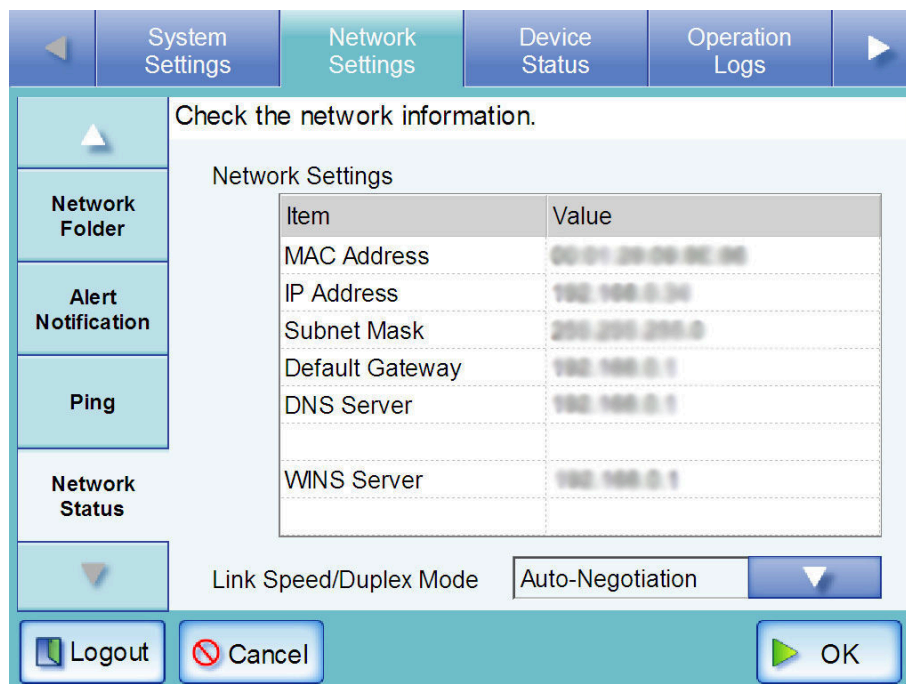 System
Settings
Network
Settings
Device
Status
Operation
Logs
Check the network information.
Network
Folder
Alert
Notification
Ping
Network
Status
Network Settings
Item Value
MAC Address
IP Address
Subnet Mask
Default Gateway
DNS Server
WINS Server
Link Speed/Duplex Mode Auto-Negotiation
Logout Cancel OK